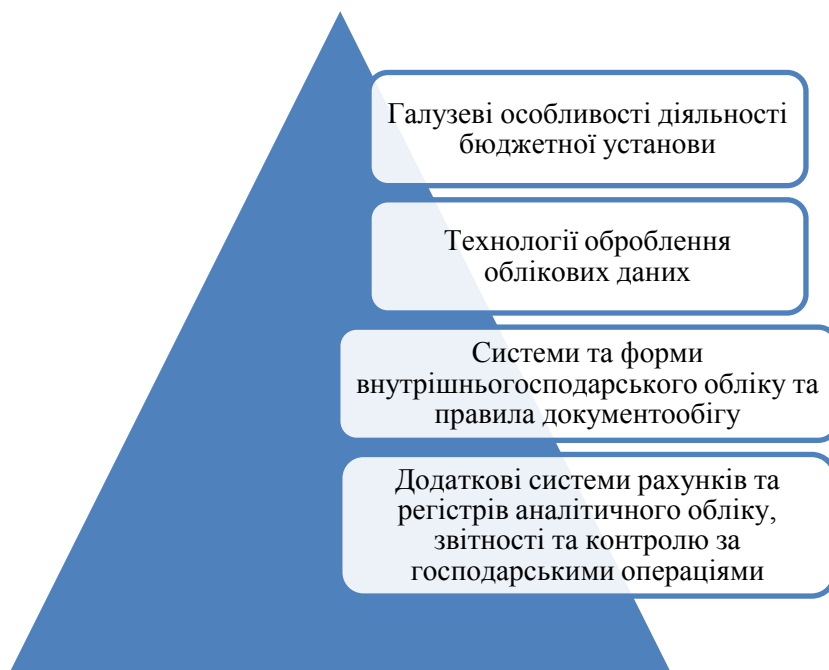 Галузеві особливості діяльності
бюджетної установи
Технології оброблення
облікових даних
Системи та форми
внутрішньогосподарського обліку та
правила документообігу
Додаткові системи рахунків та
регістрів аналітичного обліку,
звітності та контролю за
господарськими операціями